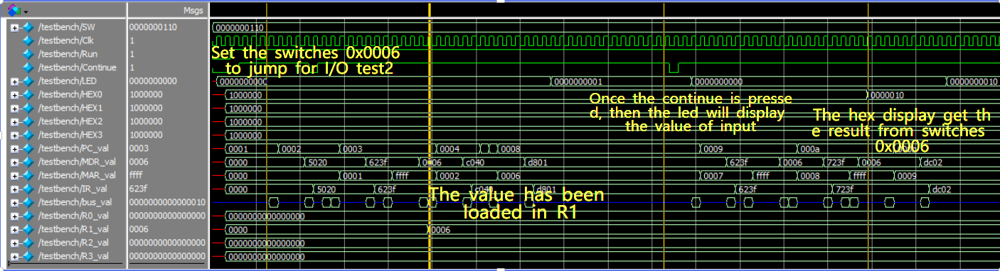 Msgs
/testbench/SW 0000000110 0000000110
/testbench/Clk 1
/testbench/Run 1
Set the switches 0x0006
to jump for I/O test2
/testbench/Continue 1
/testbench/LED 0000000000 0000000000 0000000001 0000000000 0000000010
/testbench/HEX0 1000000 1000000 0000010
Once the continue is presse
d, then the led will display
the value of input
/testbench/HEX1 1000000 1000000
/testbench/HEX2 1000000 1000000
The hex display get th
e result from switches
0x0006
/testbench/HEX3 1000000 1000000
/testbench/PC_val 0003 0001 0002 0003 0004 0008 0009 000a
/testbench/MDR_val 0006 0000 5020 623f 0006 c040 d801 623f 0006 723f 0006 dc02
/testbench/MAR_val ffff 0000 0001 ffff 0002 0006 0007 ffff 0008 ffff 0009
/testbench/IR_val 623f 0000 5020 623f c040 d801 623f 723f dc02
The value has been
loaded in R1
/testbench/bus_val 0000000000000010
/testbench/R0_val 0000000000000000 0000000000000000
/testbench/R1_val 0006 0000 0006
/testbench/R2_val 0000000000000000 0000000000000000
/testbench/R3_val 0000000000000000 0000000000000000